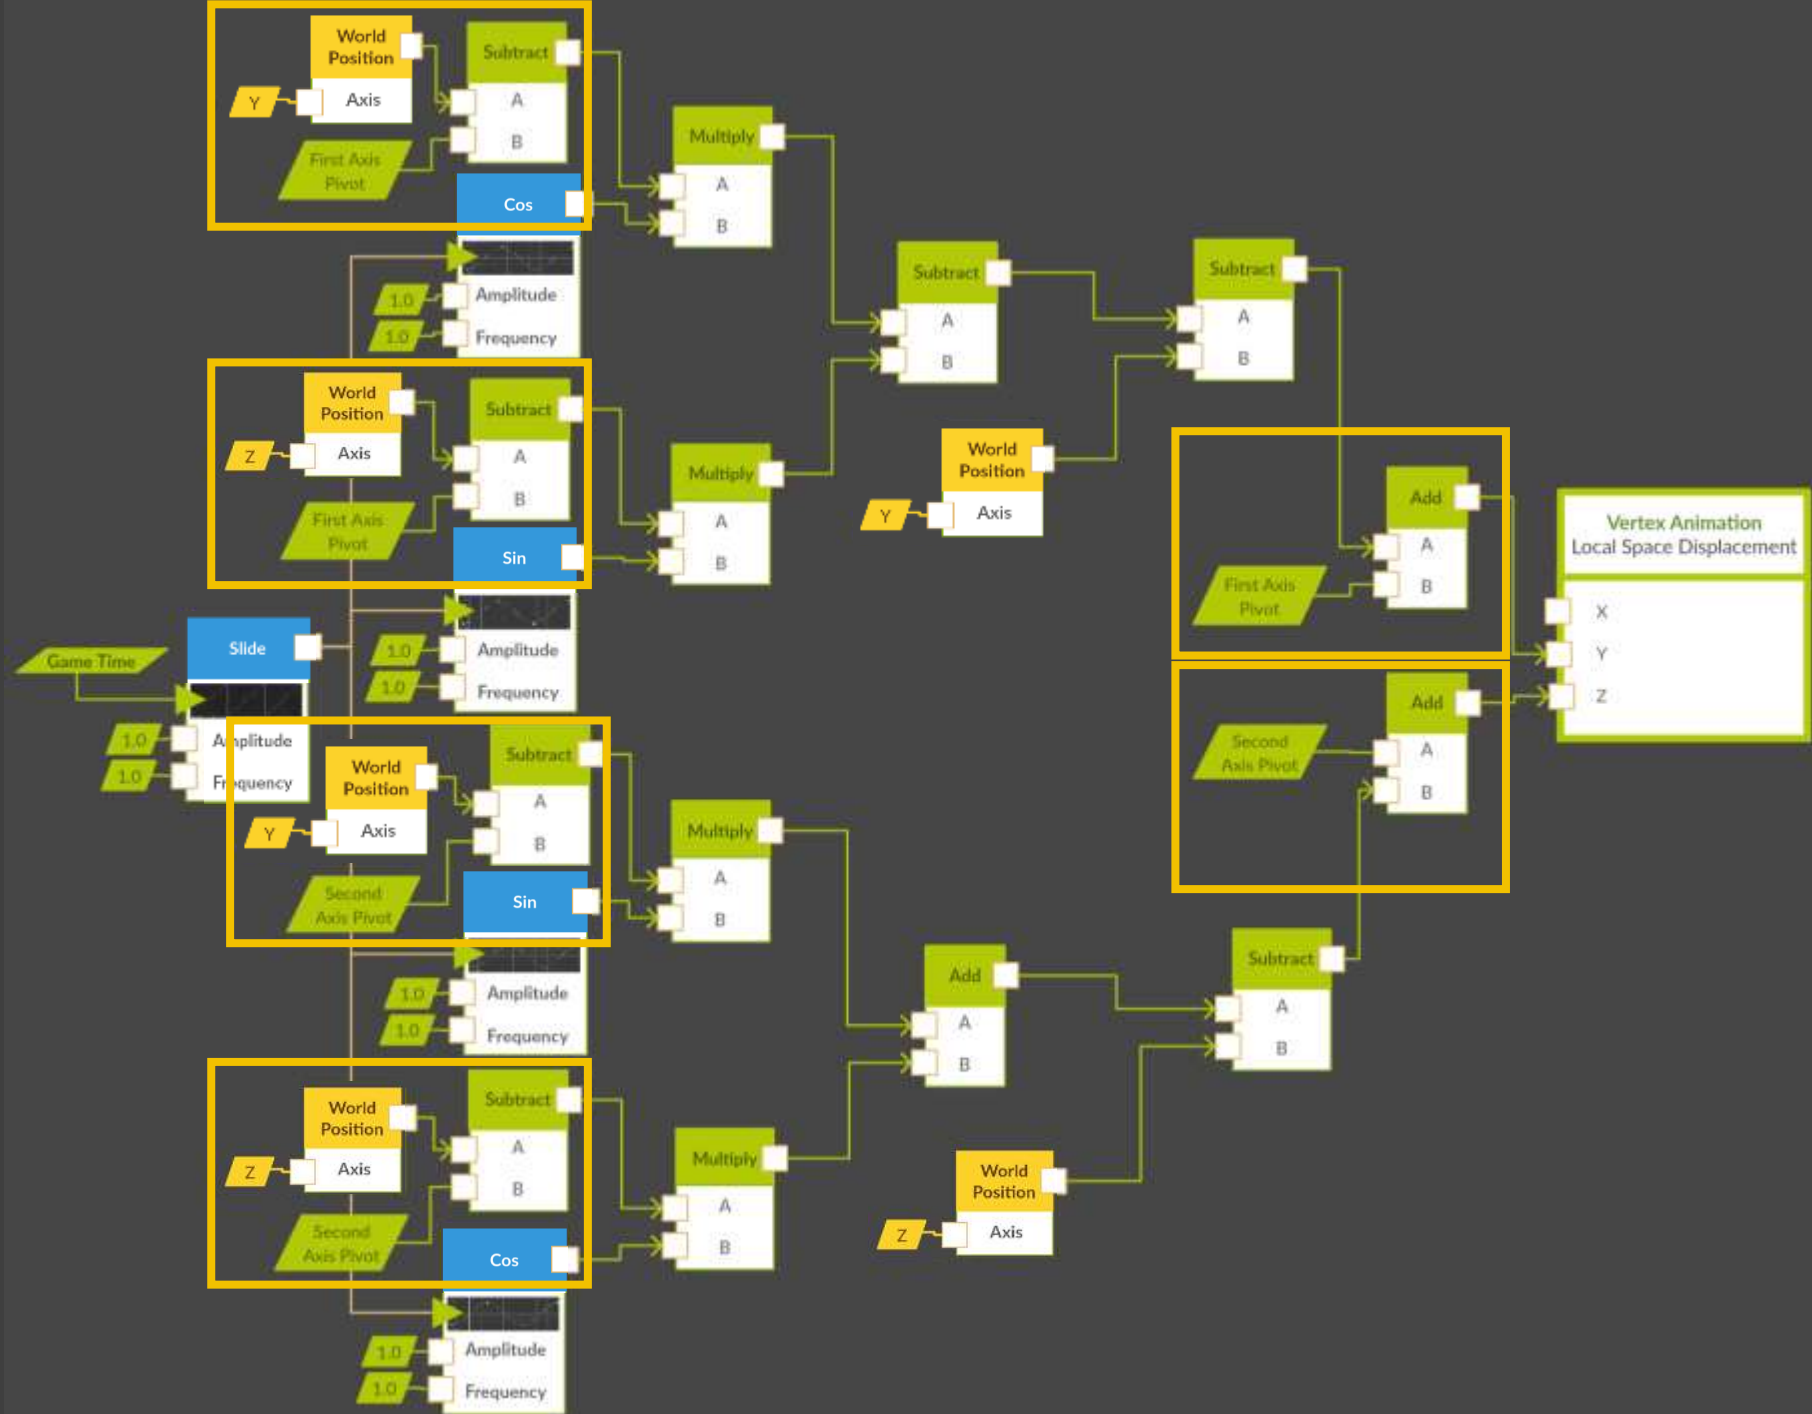 World
Position
Axis
Y
Subtract
A
B
First Axis
Pivot
Cos
Amplitude
Frequency
1.0
1.0
Multiply
A
B
World
Position
Axis
Z
Subtract
A
B
First Axis
Pivot
Sin
Amplitude
Frequency
1.0
1.0
Multiply
A
B
Subtract
A
B
World
Position
Axis
Y
Subtract
A
B
Add
A
B
First Axis
Pivot
Vertex Animation
Local Space Displacement
X
Y
Z
Game Time
Slide
Amplitude
Frequency
1.0
1.0
World
Position
Axis
Y
Subtract
A
B
Second
Axis Pivot
Sin
Amplitude
Frequency
1.0
1.0
Multiply
A
B
Add
A
B
Second
Axis Pivot
World
Position
Axis
Z
Subtract
A
B
Second
Axis Pivot
Cos
Amplitude
Frequency
1.0
1.0
Multiply
A
B
Add
A
B
World
Position
Axis
Z
Subtract
A
B